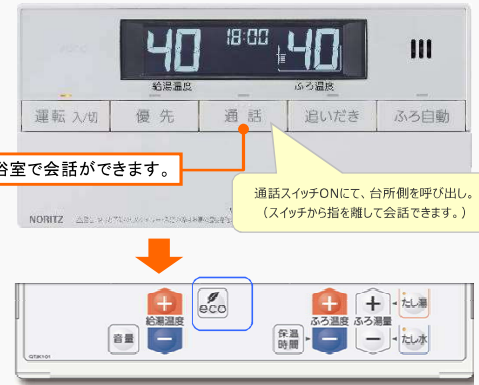 40 18:00 40
給湯温度 ふろ温度
運転 入/切 優先 通話 追いだき ふろ自動
浴室で会話ができます。
通話スイッチONにて、台所側を呼び出し。
(スイッチから指を離して会話できます。)
NORITZ
eco
給湯温度 ふろ温度 ふろ湯量 たし湯
音量 保温時間 たし水